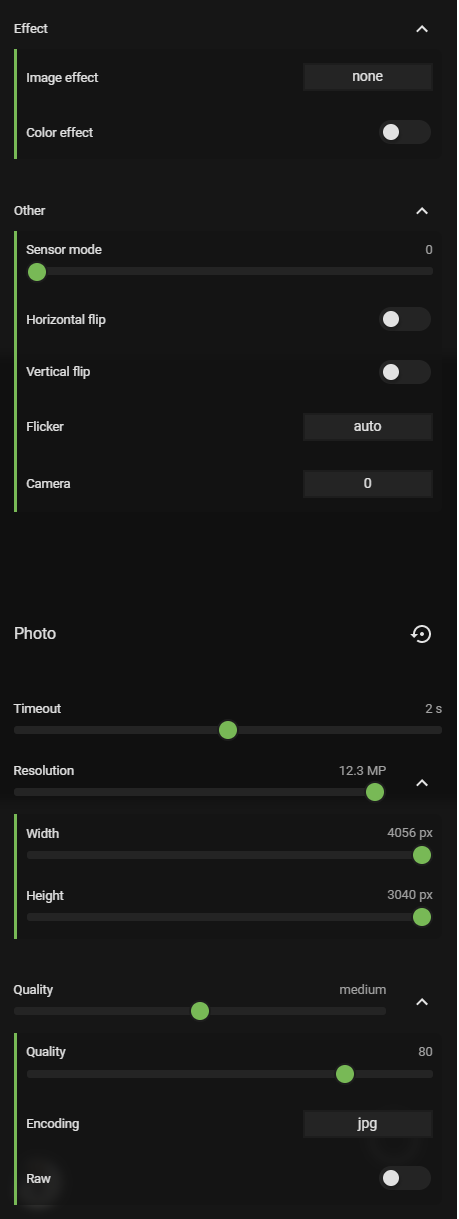 Effect
Image effect none
Color effect
Other
Sensor mode 0
Horizontal flip
Vertical flip
Flicker auto
Camera 0
Photo
Timeout 2 s
Resolution 12.3 MP
Width 4056 px
Height 3040 px
Quality medium
Quality 80
Encoding jpg
Raw